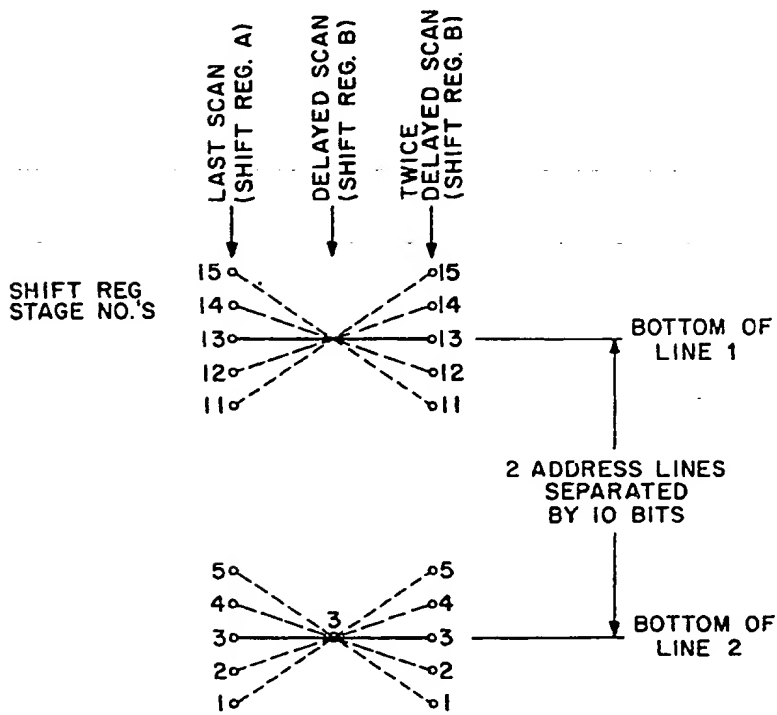 LAST SCAN
(SHIFT REG. A)
DELAYED SCAN
(SHIFT REG. B)
TWICE
DELAYED SCAN
(SHIFT REG. B)
SHIFT REG
STAGE NO.'S
15 15
14 14
13 13
12 12
11 11
BOTTOM OF
LINE 1
2 ADDRESS LINES
SEPARATED
BY 10 BITS
5 5
4 4
3 3 3
2 2
1 1
BOTTOM OF
LINE 2